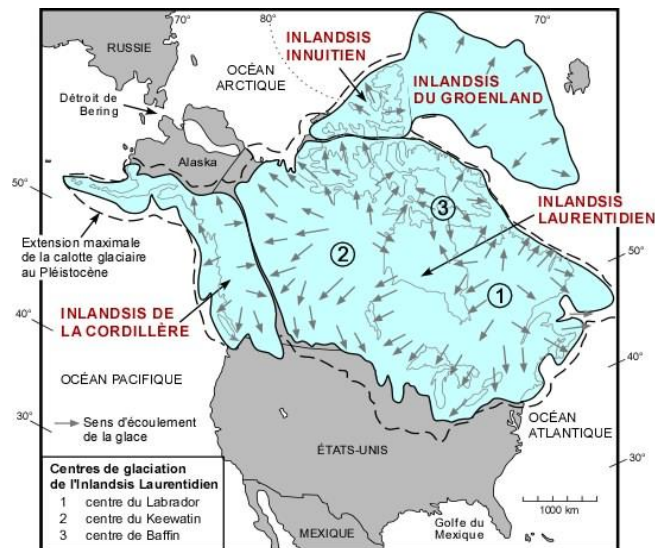 70°
80°
70°
RUSSIE
OCÉAN
ARCTIQUE
INLANDSIS
INNUITIEN
INLANDSIS
DU GROENLAND
Détroit de
Bering
Alaska
50°
Extension maximale
de la calotte glaciaire
au Pléistocène
3
INLANDSIS
LAURENTIDIEN
2
50°
1
INLANDSIS DE
LA CORDILLÈRE
40°
40°
OCÉAN PACIFIQUE
30°
Sens d'écoulement
de la glace
OCÉAN
ATLANTIQUE
ÉTATS-UNIS
30°
Centres de glaciation
de l'Inlandsis Laurentidien
1 centre du Labrador
2 centre du Keewatin
3 centre de Baffin
MEXIQUE
Golfe du
Mexique
1000 km